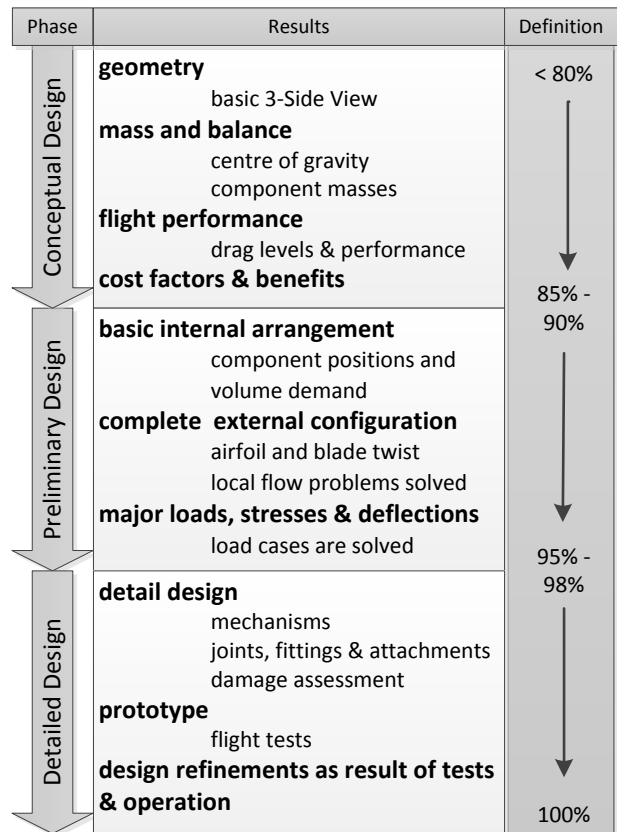 Phase Results Definition
Conceptual Design
geometry
basic 3-Side View
mass and balance
centre of gravity
component masses
flight performance
drag levels & performance
cost factors & benefits
< 80%
85% -
90%
Preliminary Design
basic internal arrangement
component positions and
volume demand
complete external configuration
airfoil and blade twist
local flow problems solved
major loads, stresses & deflections
load cases are solved
95% -
98%
Detailed Design
detail design
mechanisms
joints, fittings & attachments
damage assessment
prototype
flight tests
design refinements as result of tests
& operation
100%